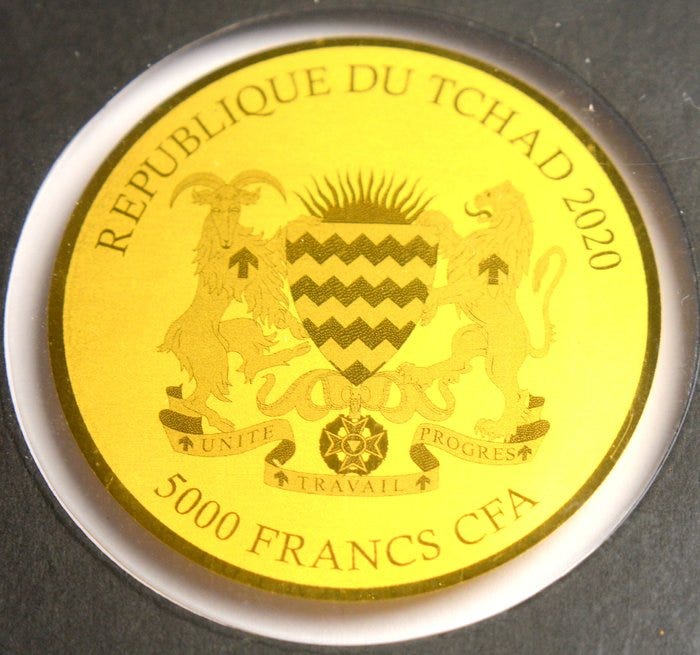 REPUBLIQUE DU TCHAD 2020
UNITE
TRAVAIL
PROGRES
5000 FRANCS CFA